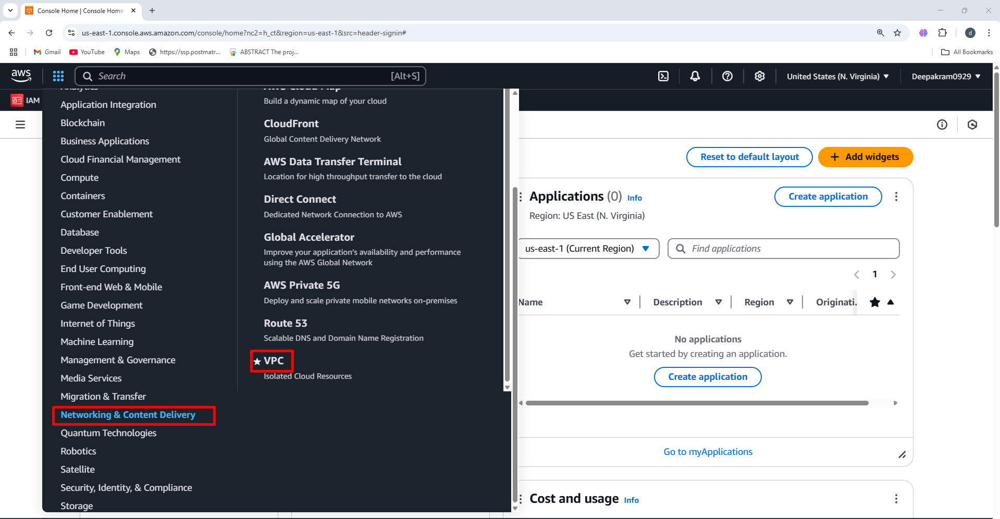 Console Home | Console Home
us-east-1.console.aws.amazon.com/console/home?nc2=h_ct&region=us-east-1&src=header-signin#
d
Gmail
YouTube
Maps
https://ssp.postmatr...
ABSTRACT The proj...
All Bookmarks
aws
Search
[Alt+S]
United States (N. Virginia)
Deepakram0929
IAM
Analytics
Application Integration
Blockchain
Business Applications
Cloud Financial Management
Compute
Containers
Customer Enablement
Database
Developer Tools
End User Computing
Front-end Web & Mobile
Game Development
Internet of Things
Machine Learning
Management & Governance
Media Services
Migration & Transfer
Networking & Content Delivery
Quantum Technologies
Robotics
Satellite
Security, Identity, & Compliance
Storage
AWS Cloud Map
Build a dynamic map of your cloud
CloudFront
Global Content Delivery Network
AWS Data Transfer Terminal
Location for high throughput transfer to the cloud
Direct Connect
Dedicated Network Connection to AWS
Global Accelerator
Improve your application's availability and performance
using the AWS Global Network
AWS Private 5G
Deploy and scale private mobile networks on-premises
Route 53
Scalable DNS and Domain Name Registration
VPC
Isolated Cloud Resources
Reset to default layout
Add widgets
Applications (0) Info
Create application
Region: US East (N. Virginia)
us-east-1 (Current Region)
Find applications
1
Name
Description
Region
Originati.
No applications
Get started by creating an application.
Create application
Go to myApplications
Cost and usage Info